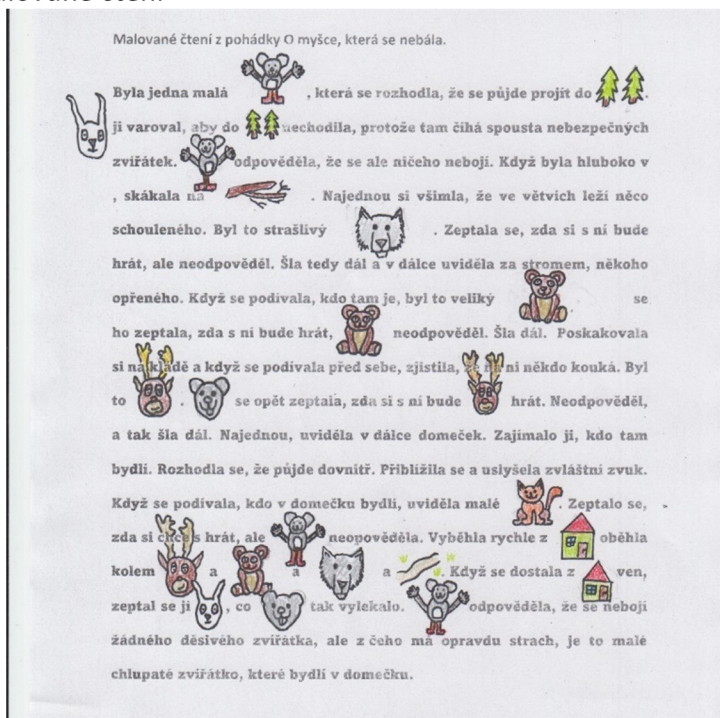 Malované čtení z pohádky O myšce, která se nebála.
Byla jedna malá , která se rozhodla, že se půjde projít do .
ji varoval, aby do nechodila, protože tam číhá spousta nebezpečných
zvířátek. odpověděla, že se ale ničeho nebojí. Když byla hluboko v
, skákala na . Najednou si všimla, že ve větvích leží něco
schouleného. Byl to strašlivý . Zeptala se, zda si s ní bude
hrát, ale neodpověděl. Šla tedy dál a v dálce uviděla za stromem, někoho
opřeného. Když se podívala, kdo tam je, byl to veliký se
ho zeptala, zda s ní bude hrát, neodpověděl. Šla dál. Poskakovala
si na kládě a když se podívala před sebe, zjistila, že na ni někdo kouká. Byl
to . se opět zeptala, zda si s ní bude hrát. Neodpověděl,
a tak šla dál. Najednou, uviděla v dálce domeček. Zajímalo ji, kdo tam
bydlí. Rozhodla se, že půjde dovnitř. Přiblížila se a uslyšela zvláštní zvuk.
Když se podívala, kdo v domečku bydlí, uviděla malé . Zeptalo se,
zda si chce s hrát, ale neopověděla. Vyběhla rychle z oběhla
kolem a a a . Když se dostala z ven,
zeptal se jí , co tak vylekalo. odpověděla, že se nebojí
žádného děsivého zvířátka, ale z čeho má opravdu strach, je to malé
chlupaté zvířátko, které bydlí v domečku.